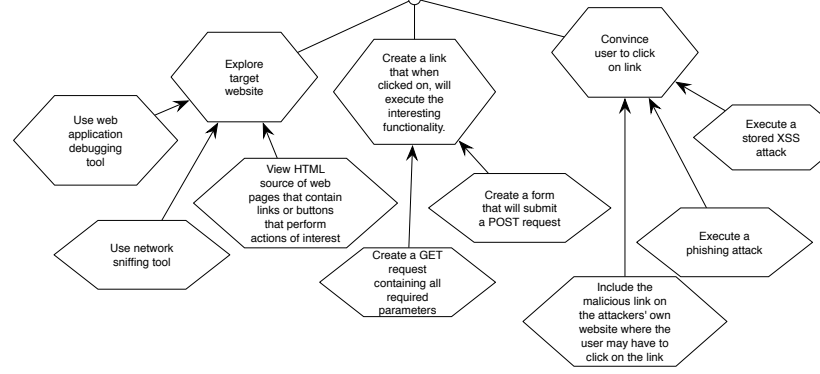 Explore
target
website
Create a link
that when
clicked on, will
execute the
interesting
functionality.
Convince
user to click
on link
Use web
application
debugging
tool
Use network
sniffing tool
View HTML
source of web
pages that contain
links or buttons
that perform
actions of interest
Create a GET
request
containing all
required
parameters
Create a form
that will submit
a POST request
Include the
malicious link on
the attackers' own
website where the
user may have to
click on the link
Execute a
phishing attack
Execute a
stored XSS
attack